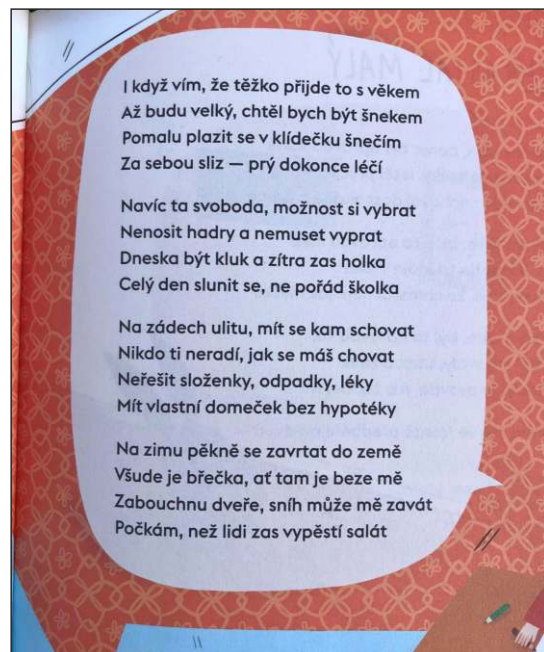 I když vím, že těžko přijde to s věkem
Až budu velký, chtěl bych být šnekem
Pomalu plazit se v klídečku šnečím
Za sebou sliz — prý dokonce léčí
Navíc ta svoboda, možnost si vybrat
Nenosit hadry a nemuset vyprat
Dneska být kluk a zítra zas holka
Celý den slunit se, ne pořád školka
Na zádech ulitu, mít se kam schovat
Nikdo ti neradí, jak se máš chovat
Neřešit složenky, odpadky, léky
Mít vlastní domeček bez hypotéky
Na zimu pěkně se zavrtat do země
Všude je břečka, ať tam je beze mě
Zabouchnu dveře, sníh může mě zavát
Počkám, než lidi zas vypěstí salát